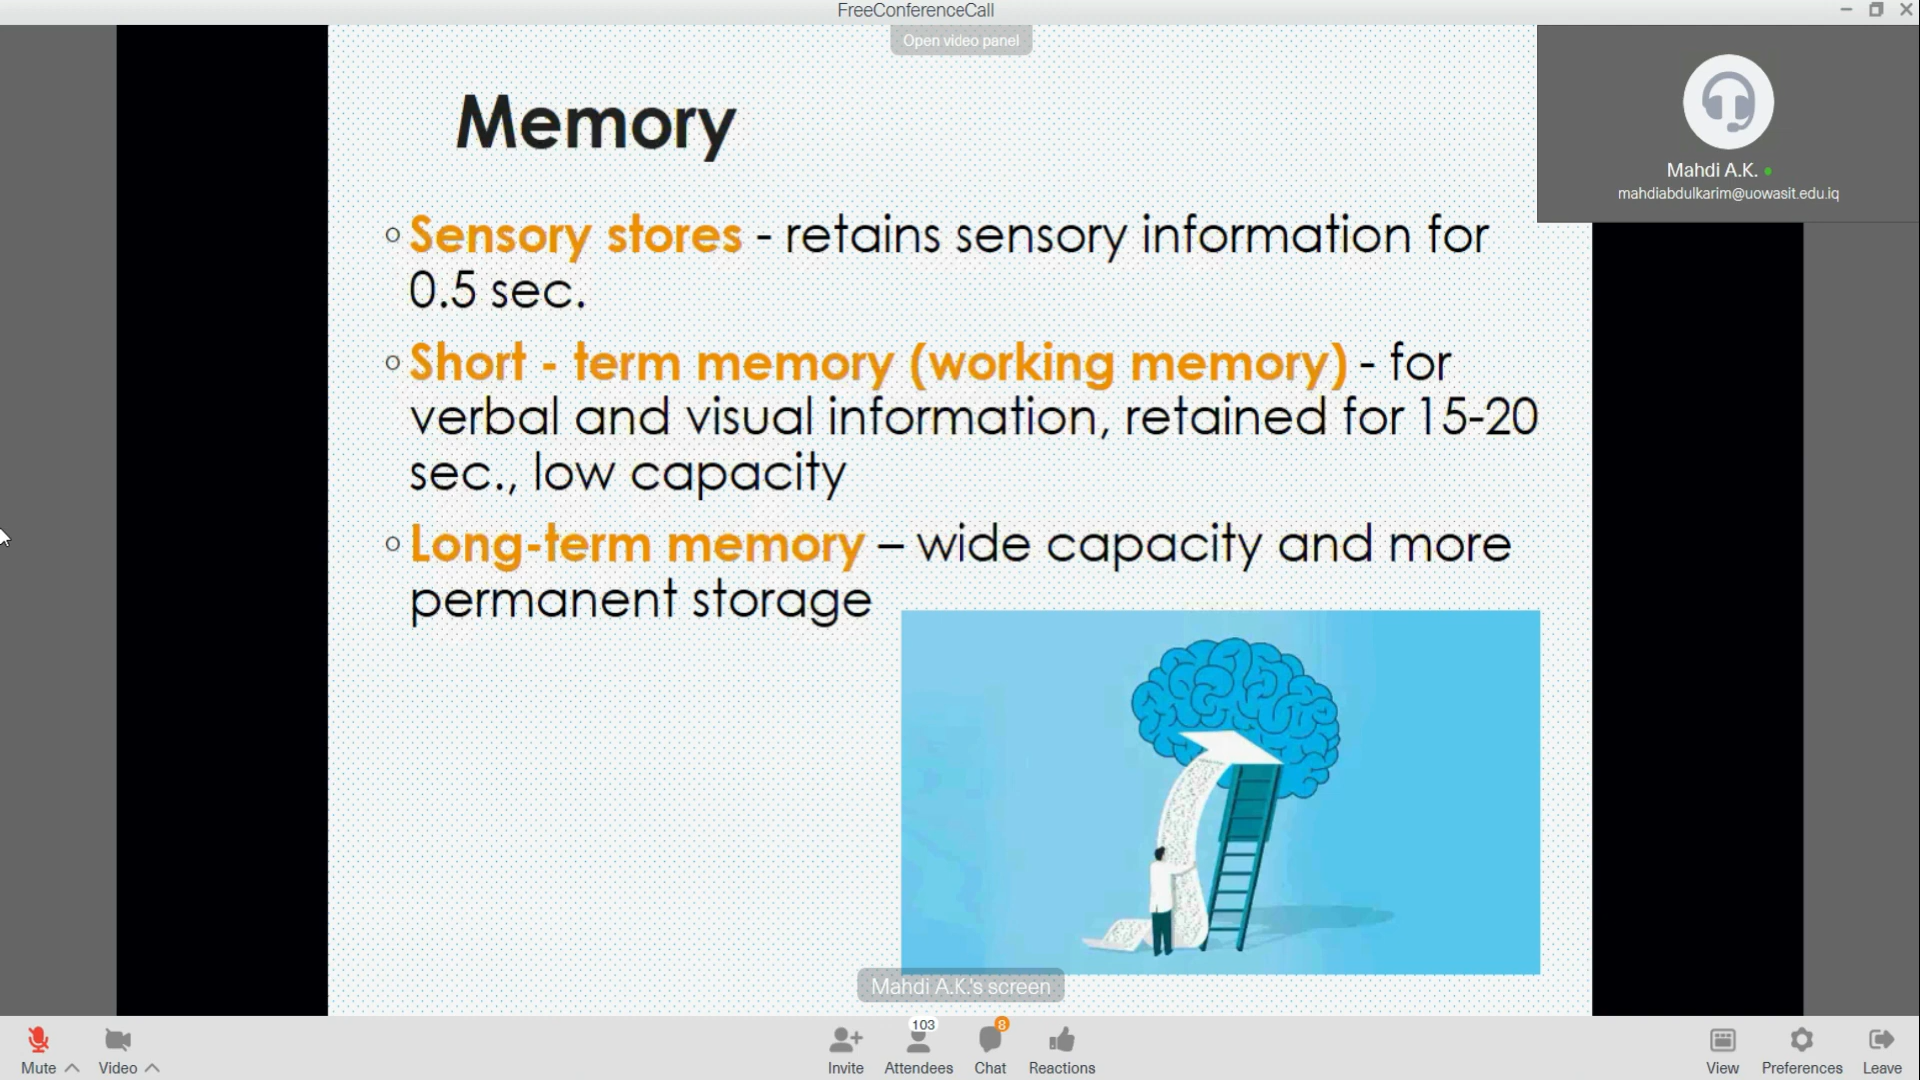 FreeConferenceCall
Open video panel
Memory
Mahdi A.K.
mahdiabdulkarim@uowasit.edu.iq
Sensory stores - retains sensory information for
0.5 sec.
Short - term memory (working memory) - for
verbal and visual information, retained for 15-20
sec., low capacity
Long-term memory – wide capacity and more
permanent storage
Mahdi A.K.'s screen
103
8
Mute
Video
Invite
Attendees
Chat
Reactions
View
Preferences
Leave